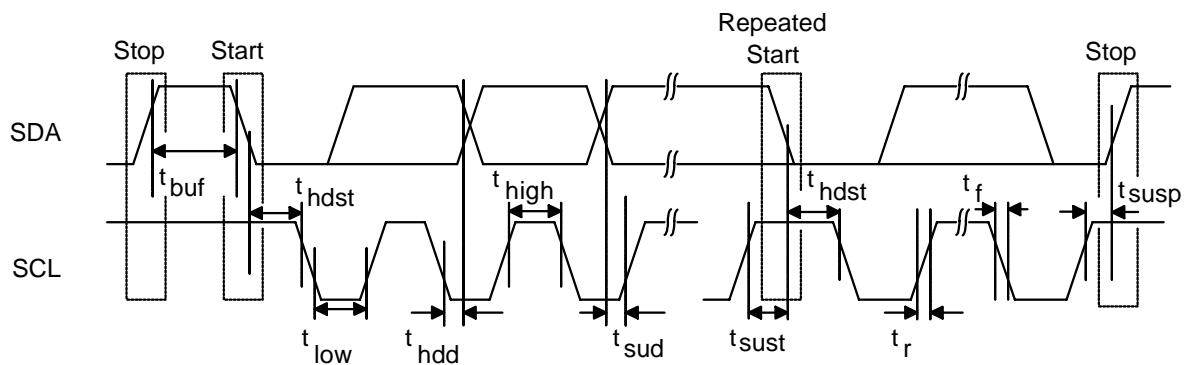 Stop
Start
Repeated
Start
Stop
SDA
t buf
t hdst
t high
t hdst
t f
t susp
SCL
t low
t hdd
t sud
t sust
t r